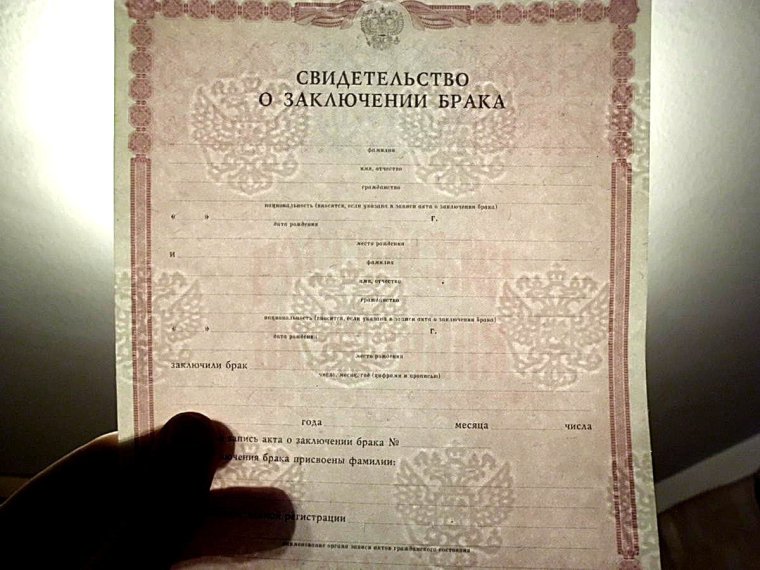 СВИДЕТЕЛЬСТВО
О ЗАКЛЮЧЕНИИ БРАКА
фамилия
имя, отчество
гражданство
национальность (вносится, если указана в записи акта о заключении брака)
« » г.
дата рождения
место рождения
и
фамилия
имя, отчество
гражданство
национальность (вносится, если указана в записи акта о заключении брака)
« » г.
дата рождения
место рождения
заключили брак
число, месяц, год (цифрами и прописью)
года месяца числа
запись акта о заключении брака №
брака присвоены фамилии:
регистрации
наименование органа записи актов гражданского состояния